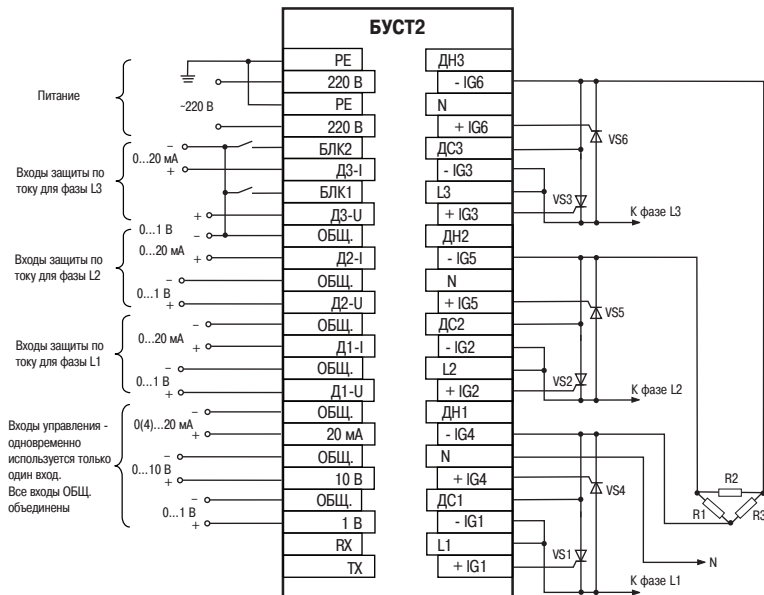 БУСТ2
PE
220 В
PE
220 В
БЛК2
Д3-I
БЛК1
Д3-U
ОБЩ.
Д2-I
ОБЩ.
Д2-U
ОБЩ.
Д1-I
ОБЩ.
Д1-U
ОБЩ.
20 мА
ОБЩ.
10 В
ОБЩ.
1 В
RX
TX
ДН3
- IG6
N
+ IG6
ДС3
- IG3
L3
+ IG3
ДН2
- IG5
N
+ IG5
ДС2
- IG2
L2
+ IG2
ДН1
- IG4
N
+ IG4
ДС1
- IG1
L1
+ IG1
Питание
~220 В
Входы защиты по
току для фазы L3
−
0...20 мА
+
+
0...1 В
−
Входы защиты по
току для фазы L2
0...20 мА
+
−
0...1 В
+
Входы защиты по
току для фазы L1
−
0...20 мА
+
−
0...1 В
+
Входы управления -
одновременно
используется только
один вход.
Все входы ОБЩ.
объединены
−
0(4)...20 мА
+
−
0...10 В
+
−
0...1 В
+
VS6
VS3
К фазе L3
VS5
VS2
К фазе L2
VS4
VS1
К фазе L1
R2
R1
R3
N